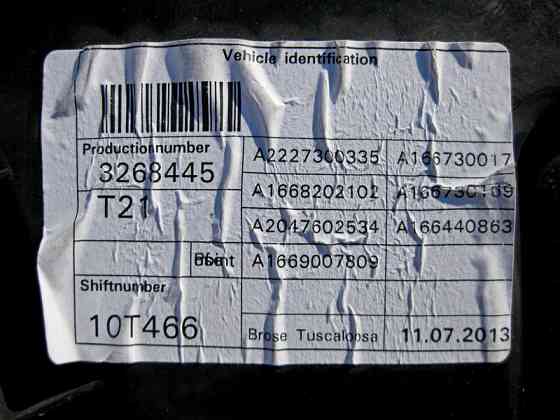 Vehicle identification
Productionnumber
3268445
A2227300335 A166730017
T21
A1668202102
A2047602534 A166440863
A1669007809
Shiftnumber
10T466
Brose Tuscaloosa 11.07.2013